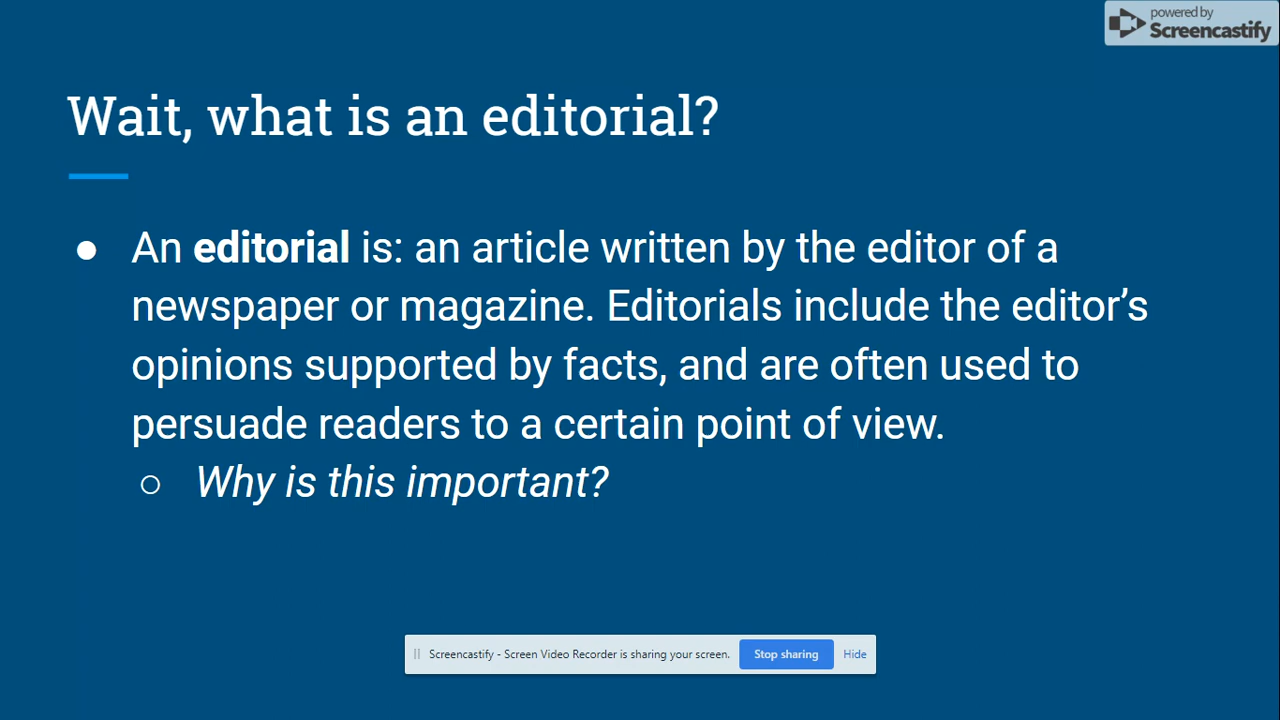 powered by
Screencastify
Wait, what is an editorial?
● An editorial is: an article written by the editor of a
newspaper or magazine. Editorials include the editor’s
opinions supported by facts, and are often used to
persuade readers to a certain point of view.
○ Why is this important?
Screencastify - Screen Video Recorder is sharing your screen. Stop sharing Hide